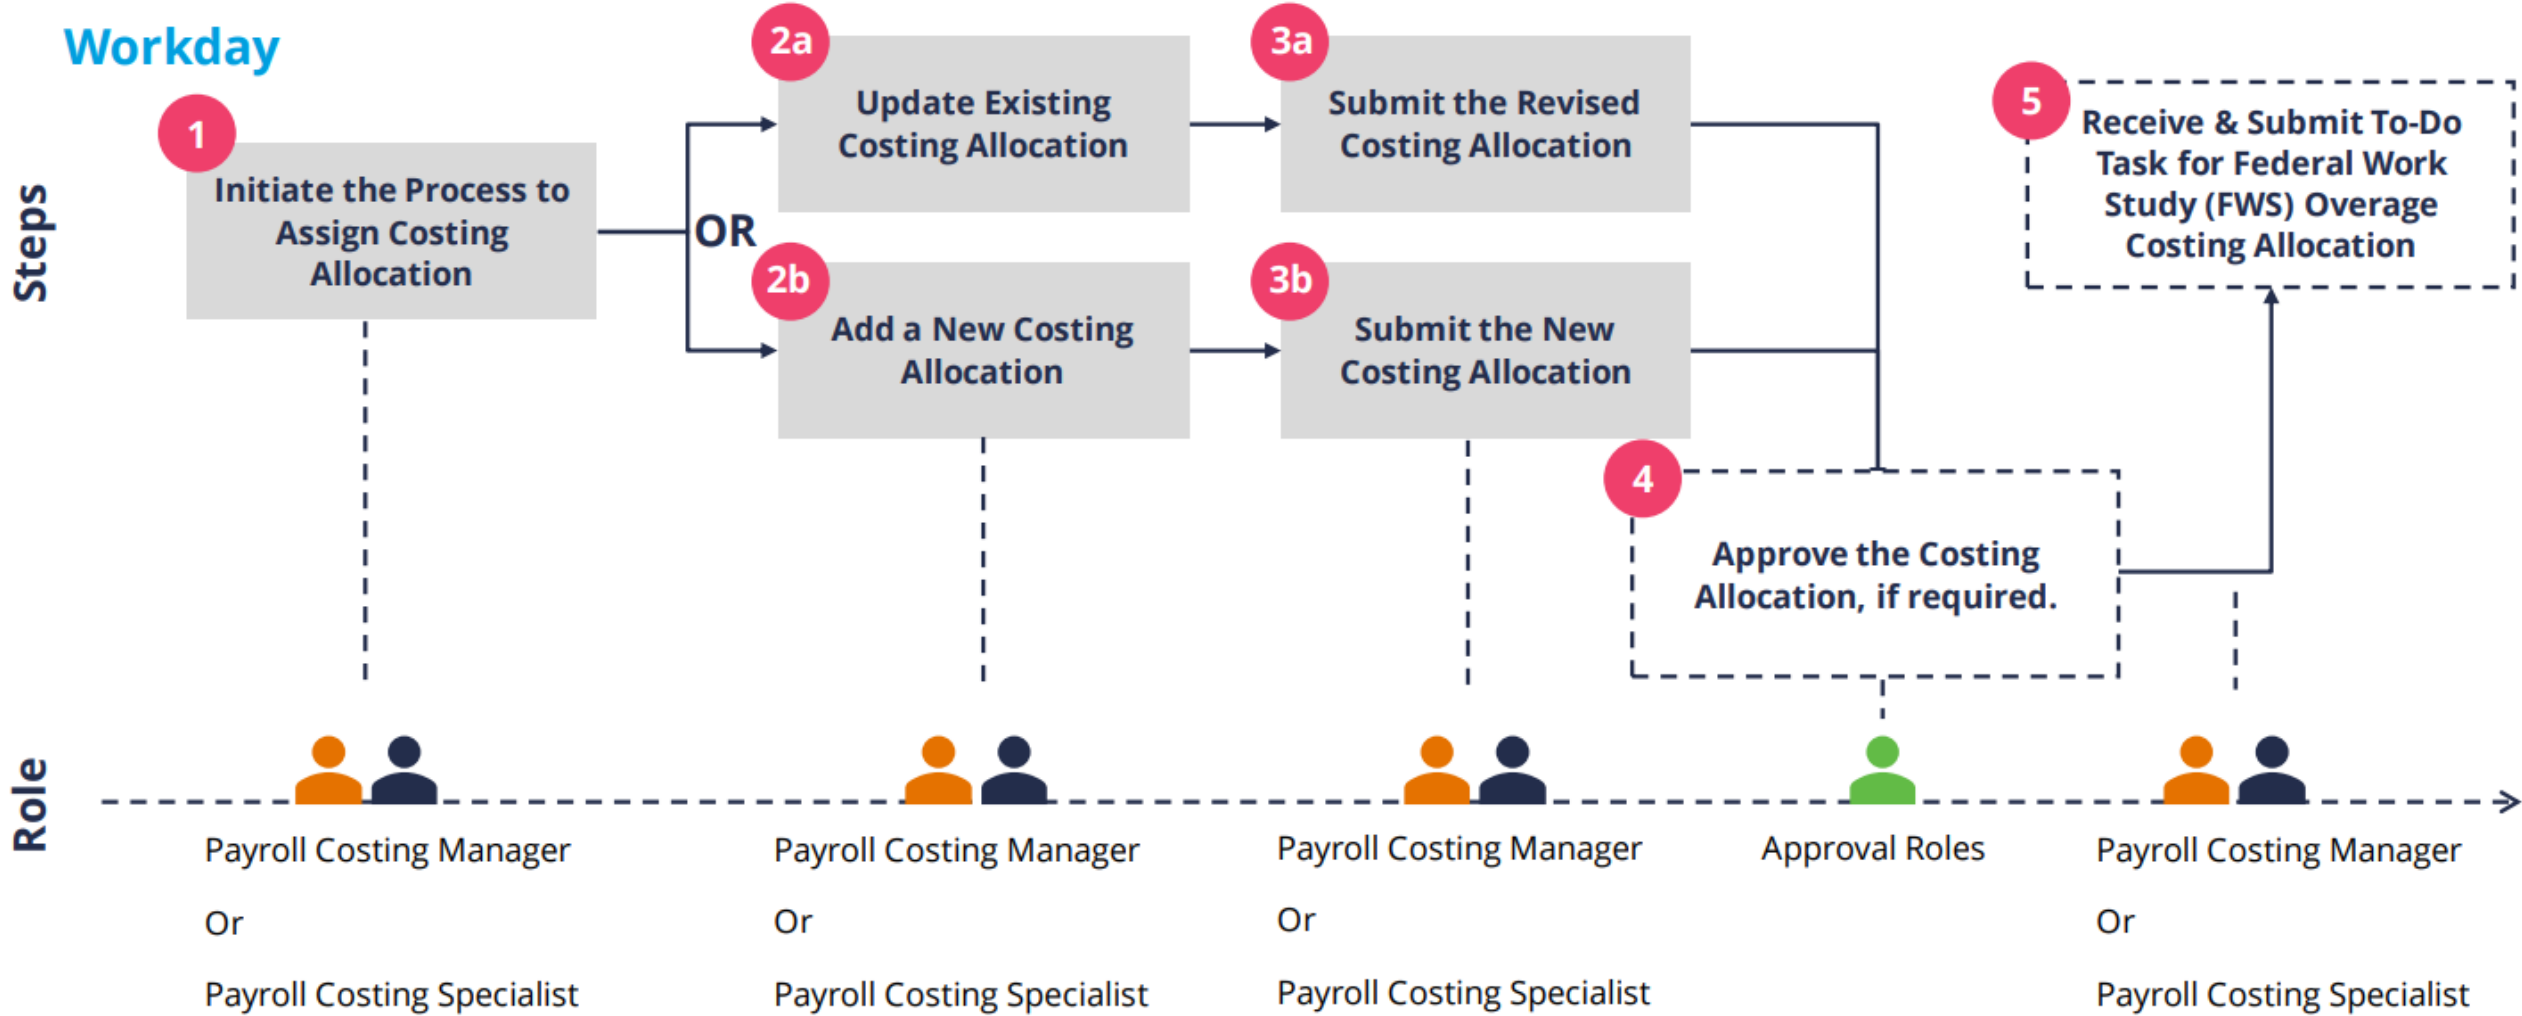 Workday
Steps
1
Initiate the Process to
Assign Costing
Allocation
OR
2a
Update Existing
Costing Allocation
2b
Add a New Costing
Allocation
3a
Submit the Revised
Costing Allocation
3b
Submit the New
Costing Allocation
4
Approve the Costing
Allocation, if required.
5
Receive & Submit To-Do
Task for Federal Work
Study (FWS) Overage
Costing Allocation
Role
Payroll Costing Manager
Or
Payroll Costing Specialist
Payroll Costing Manager
Or
Payroll Costing Specialist
Payroll Costing Manager
Or
Payroll Costing Specialist
Approval Roles
Payroll Costing Manager
Or
Payroll Costing Specialist